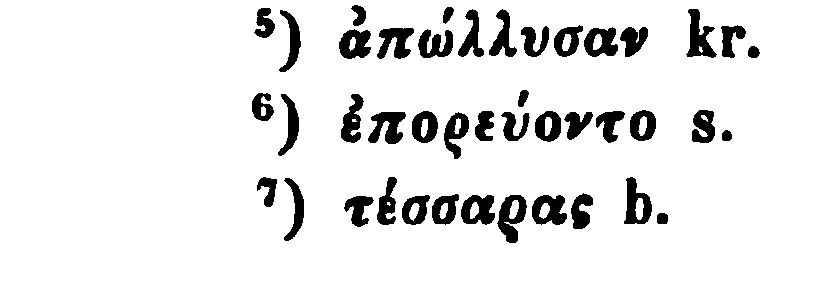 ⁵) ἀπώλλυσαν kr.
⁶) ἐπορεύοντο s.
⁷) τέσσαρας b.